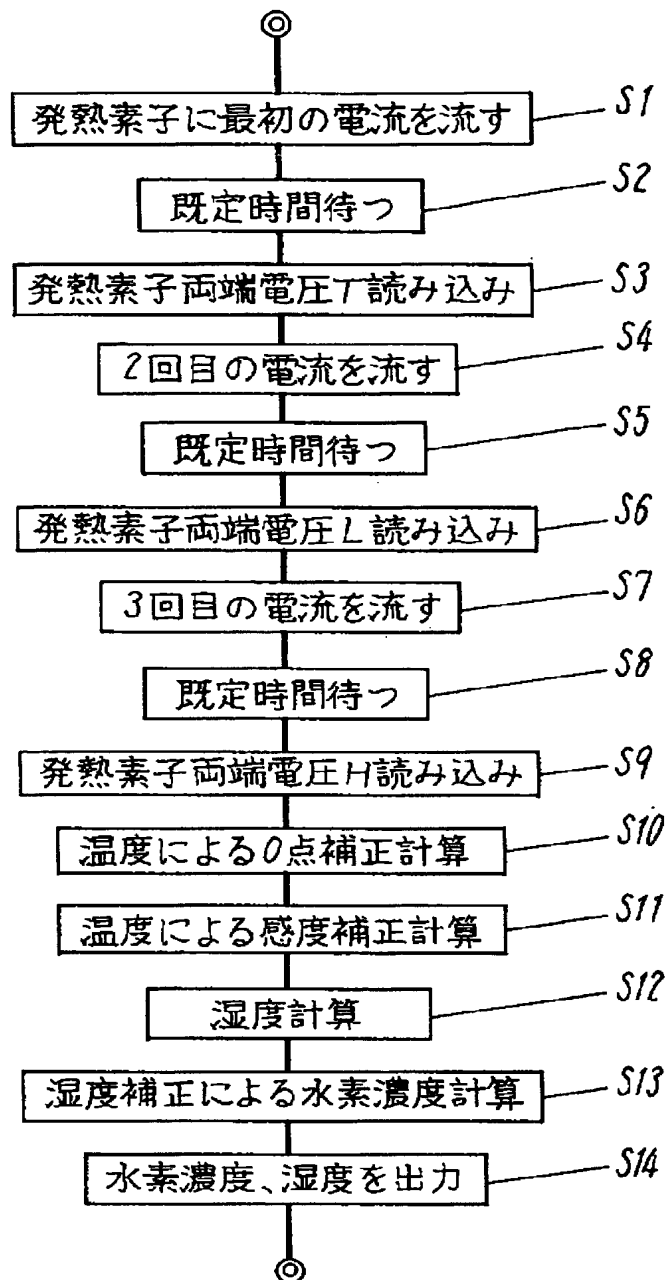 発熱素子に最初の電流を流す S1
既定時間待つ S2
発熱素子両端電圧T読み込み S3
2回目の電流を流す S4
既定時間待つ S5
発熱素子両端電圧L読み込み S6
3回目の電流を流す S7
既定時間待つ S8
発熱素子両端電圧H読み込み S9
温度による0点補正計算 S10
温度による感度補正計算 S11
湿度計算 S12
湿度補正による水素濃度計算 S13
水素濃度、湿度を出力 S14